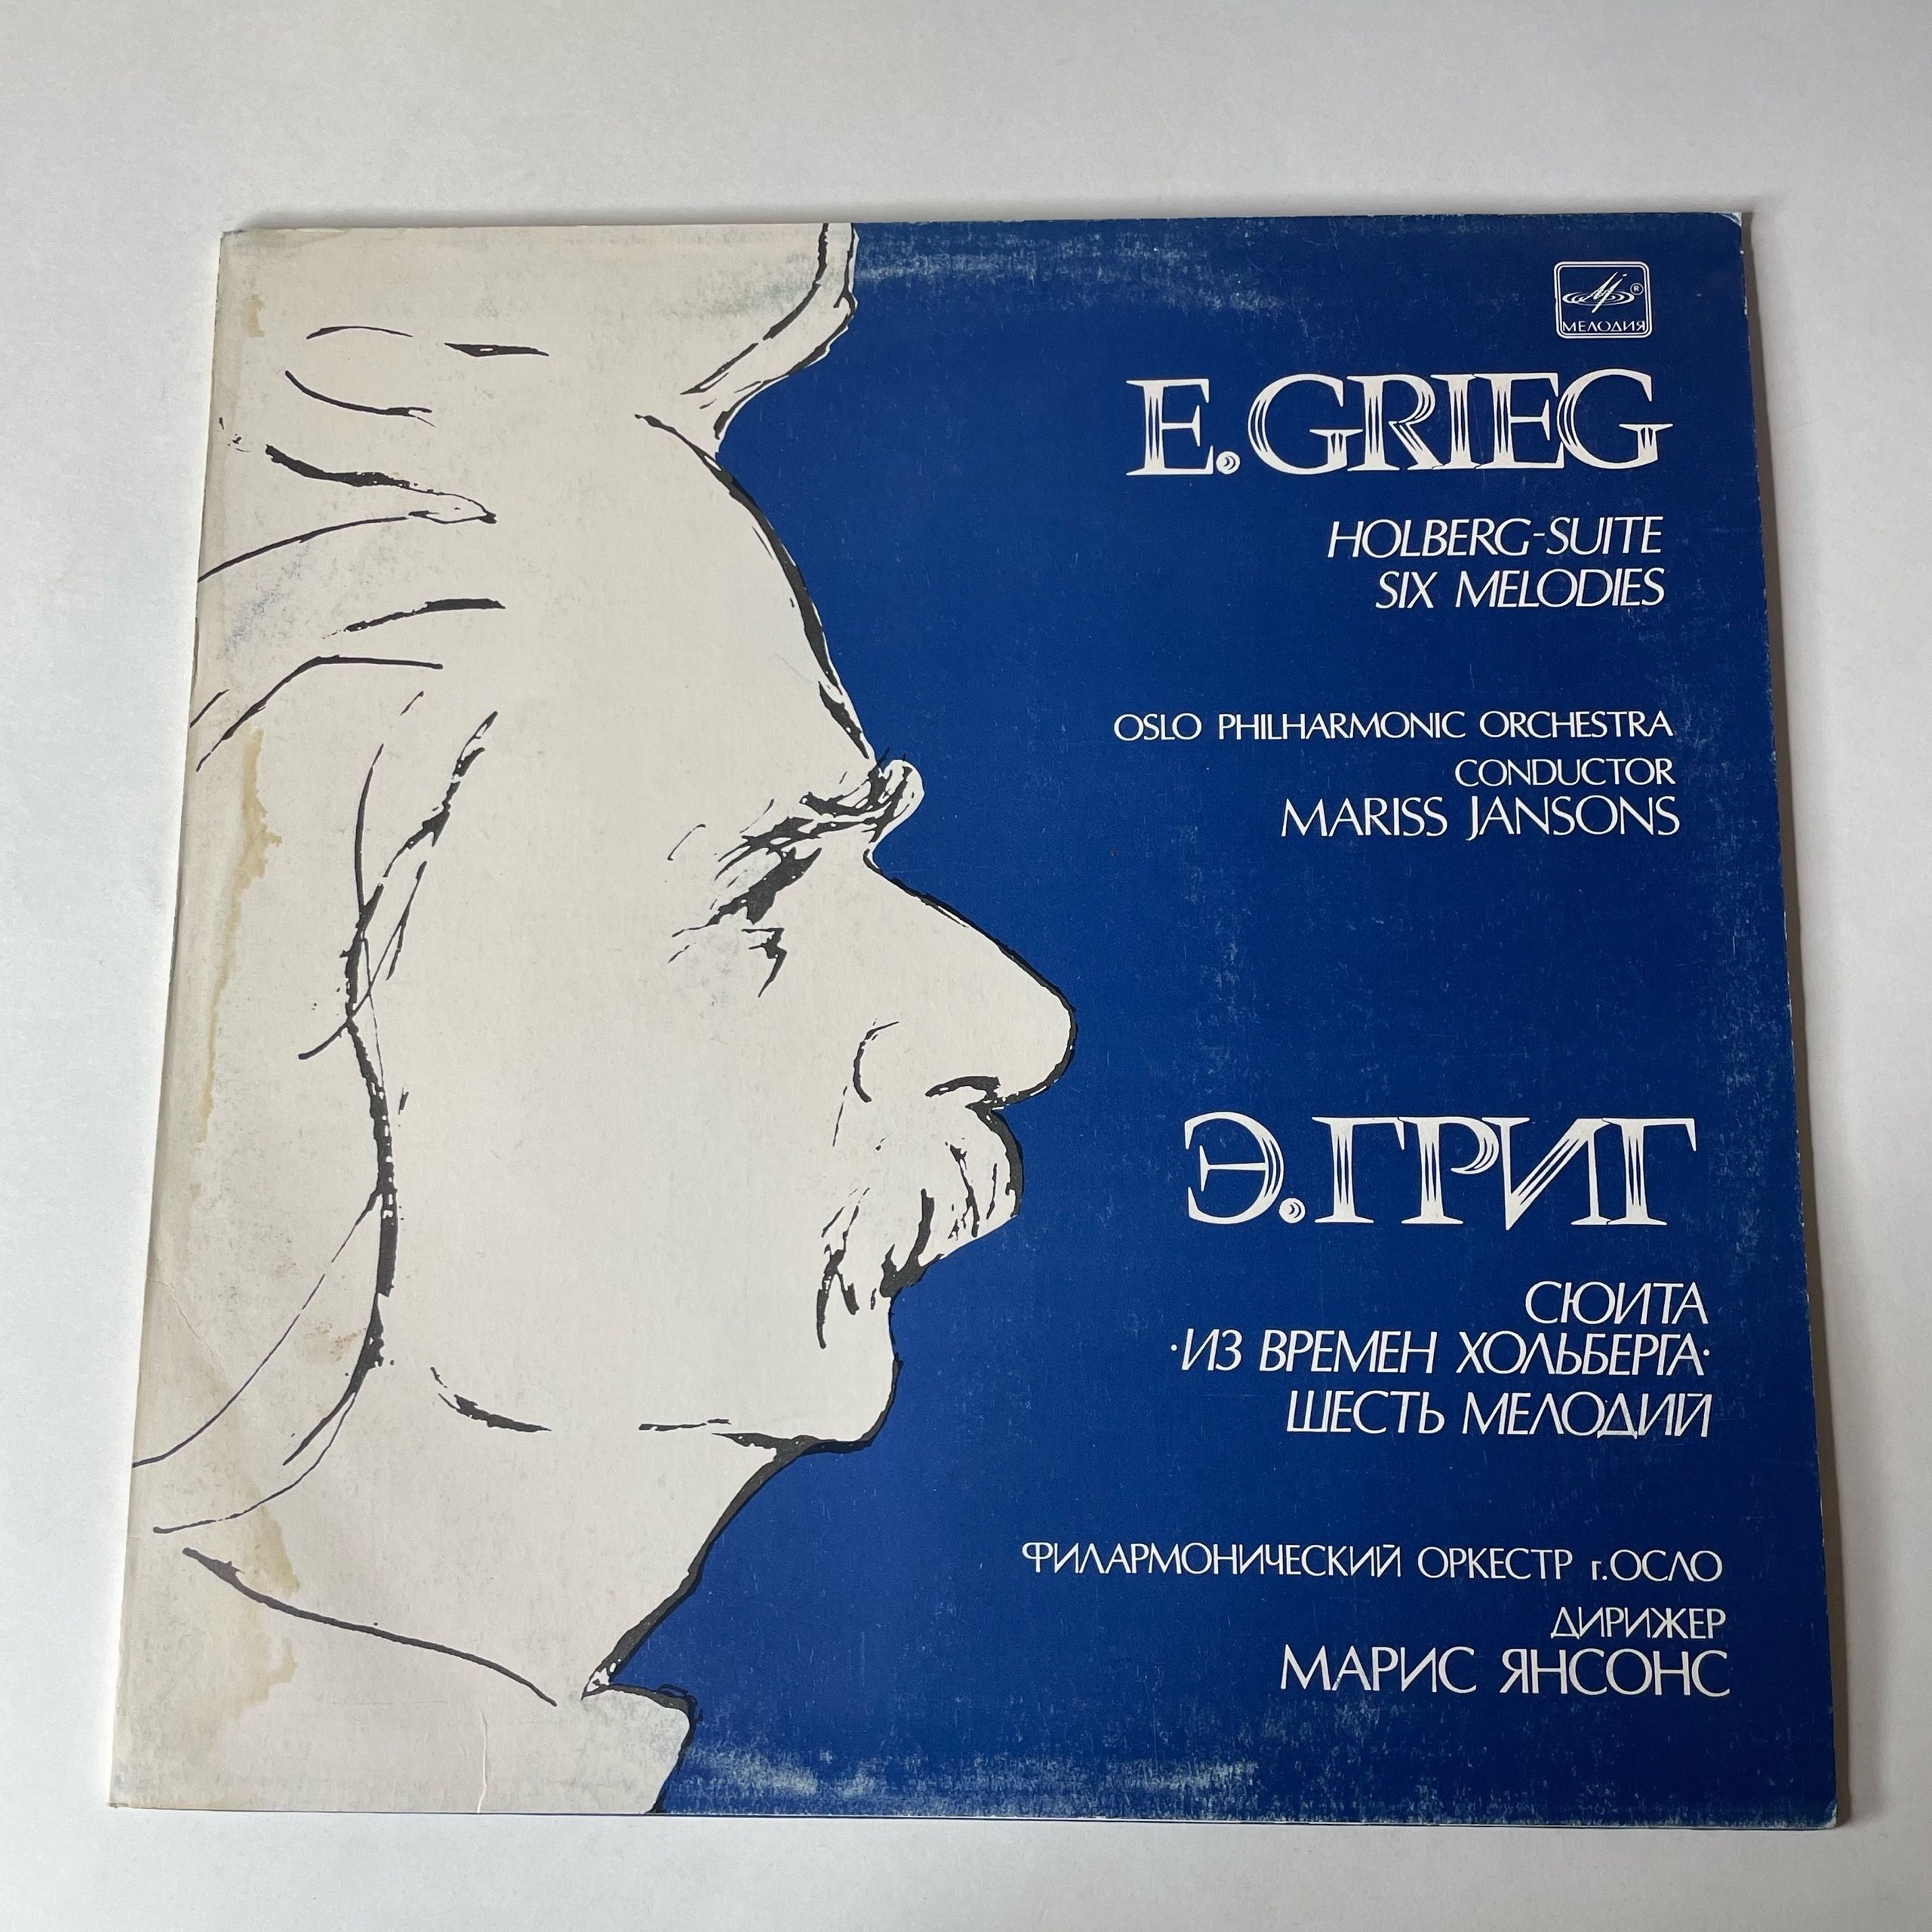 МЕЛОДИЯ
E. GRIEG
HOLBERG-SUITE
SIX MELODIES
OSLO PHILHARMONIC ORCHESTRA
CONDUCTOR
MARISS JANSONS
Э. ГРИГ
СЮИТА
·ИЗ ВРЕМЕН ХОЛЬБЕРГА·
ШЕСТЬ МЕЛОДИЙ
ФИЛАРМОНИЧЕСКИЙ ОРКЕСТР г. ОСЛО
ДИРИЖЕР
МАРИС ЯНСОНС